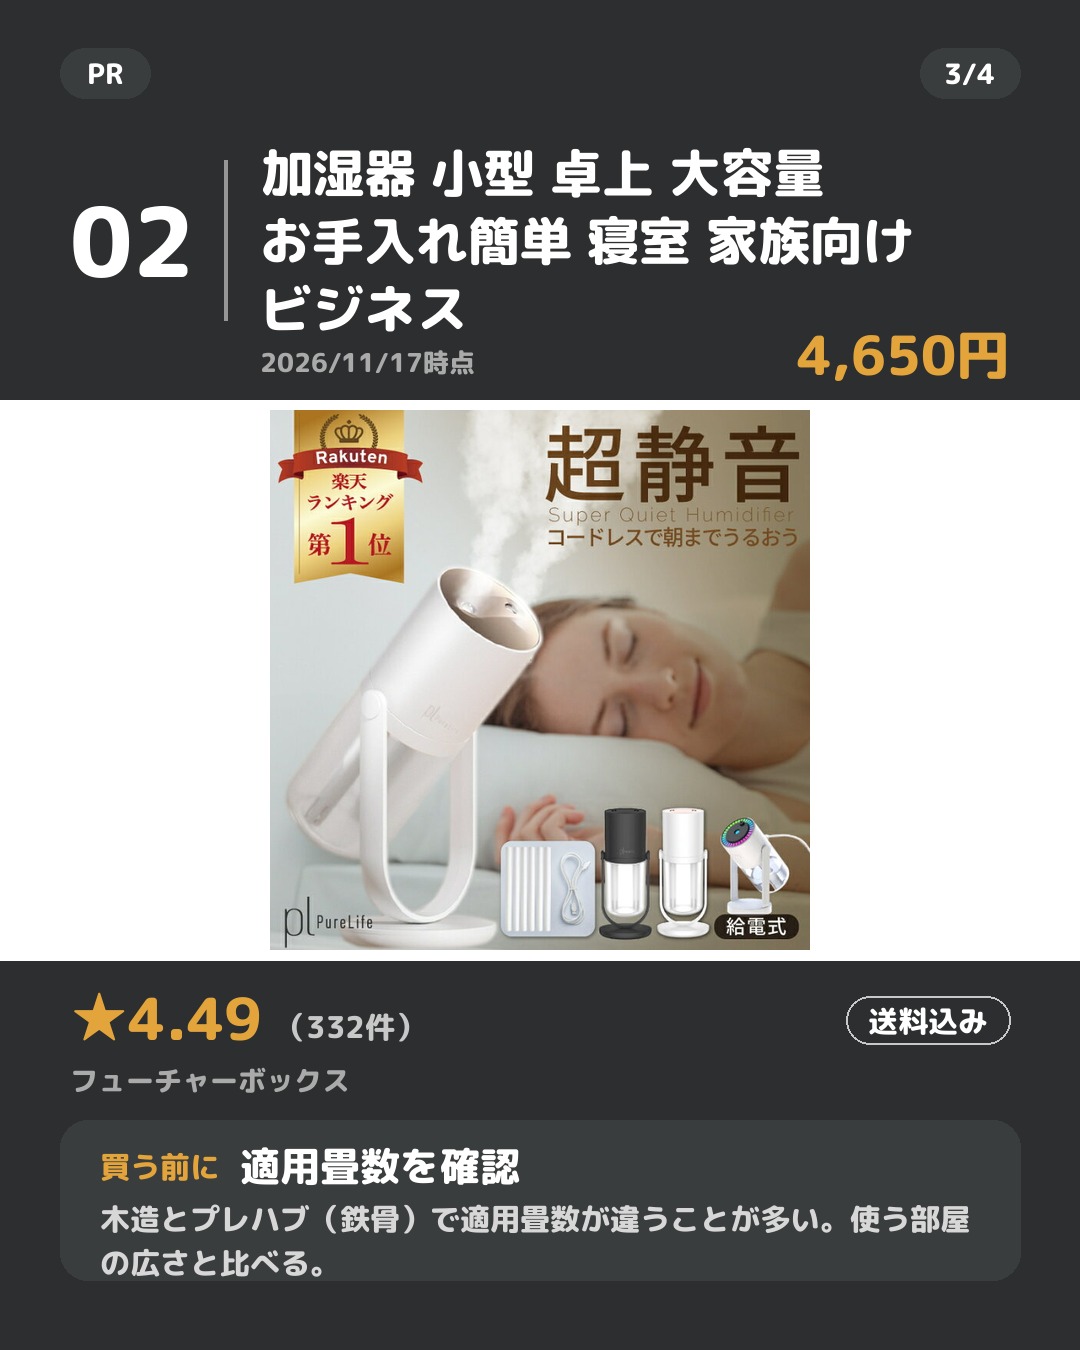 PR
3/4
02
加湿器 小型 卓上 大容量
お手入れ簡単 寝室 家族向け
ビジネス
2026/11/17時点
4,650円
Rakuten
楽天
ランキング
第1位
超静音
Super Quiet Humidifier
コードレスで朝までうるおう
pl PureLife
給電式
★4.49 (332件)
送料込み
フューチャーボックス
買う前に 適用畳数を確認
木造とプレハブ（鉄骨）で適用畳数が違うことが多い。使う部屋
の広さと比べる。